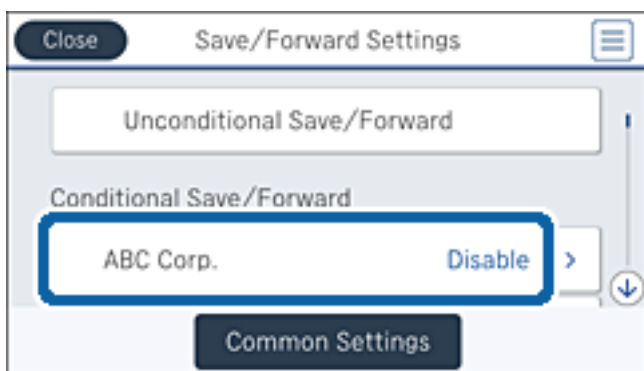 Close Save/Forward Settings
Unconditional Save/Forward
Conditional Save/Forward
ABC Corp. Disable >
Common Settings